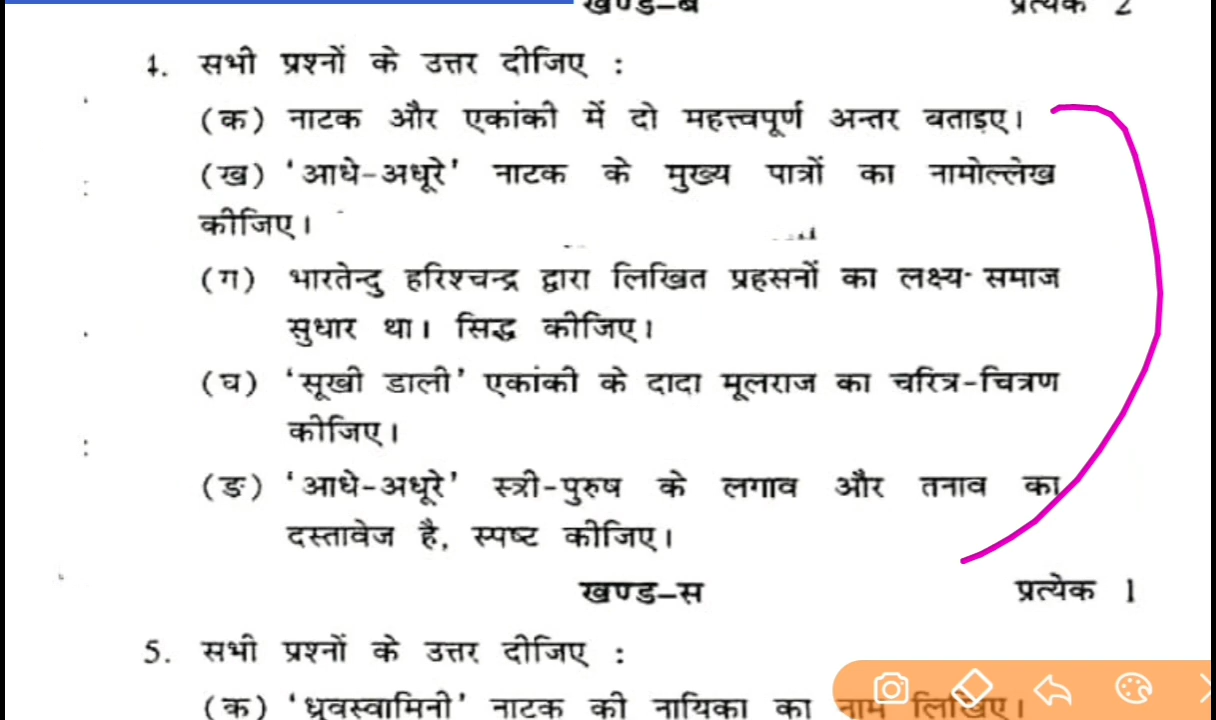 खण्ड–ब प्रत्येक 2
4. सभी प्रश्नों के उत्तर दीजिए :
(क) नाटक और एकांकी में दो महत्त्वपूर्ण अन्तर बताइए।
(ख) ‘आधे-अधूरे’ नाटक के मुख्य पात्रों का नामोल्लेख
कीजिए।
(ग) भारतेन्दु हरिश्चन्द्र द्वारा लिखित प्रहसनों का लक्ष्य समाज
सुधार था। सिद्ध कीजिए।
(घ) ‘सूखी डाली’ एकांकी के दादा मूलराज का चरित्र-चित्रण
कीजिए।
(ङ) ‘आधे-अधूरे’ स्त्री-पुरुष के लगाव और तनाव का
दस्तावेज है, स्पष्ट कीजिए।
खण्ड–स प्रत्येक 1
5. सभी प्रश्नों के उत्तर दीजिए :
(क) ‘ध्रुवस्वामिनी’ नाटक की नायिका का नाम लिखिए।